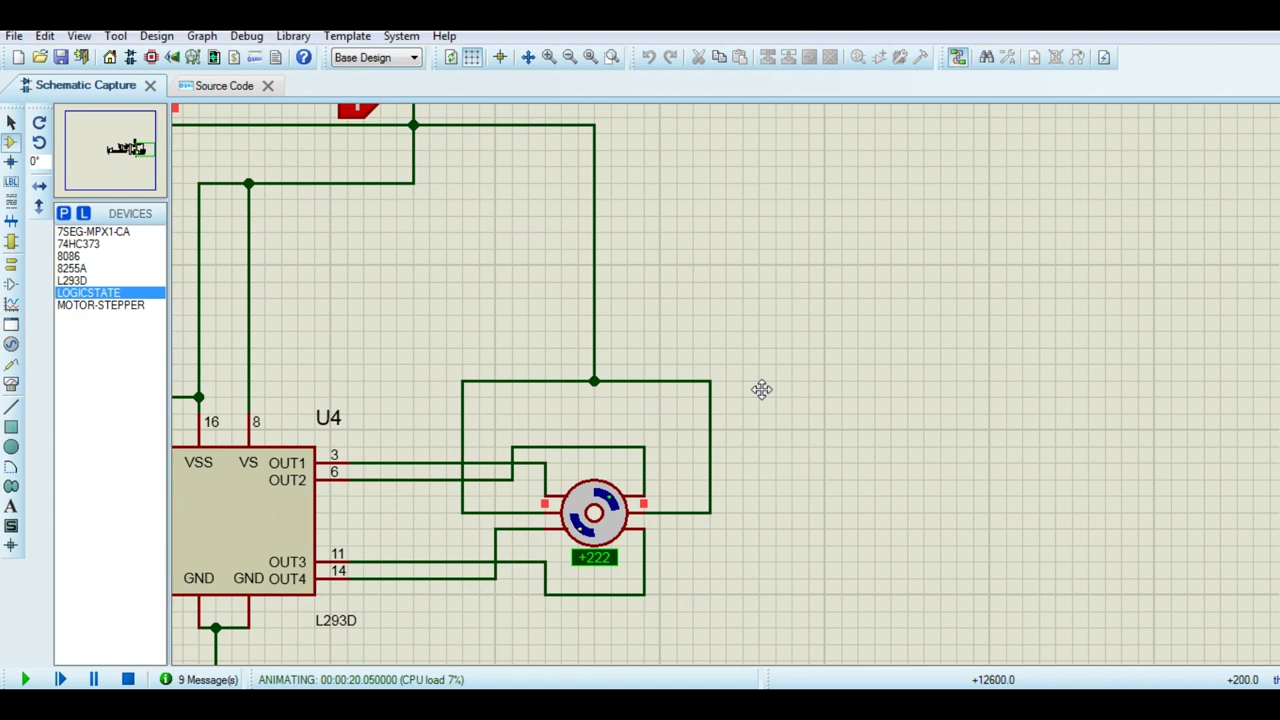 File Edit View Tool Design Graph Debug Library Template System Help
Base Design
Schematic Capture
Source Code
0°
LBL
P L DEVICES
7SEG-MPX1-CA
74HC373
8086
8255A
L293D
LOGICSTATE
MOTOR-STEPPER
A
S
16 8 U4
VSS VS OUT1 3
OUT2 6
+222
OUT3 11
GND GND OUT4 14
L293D
9 Message(s) ANIMATING: 00:00:20.050000 (CPU load 7%) +12600.0 +200.0 th